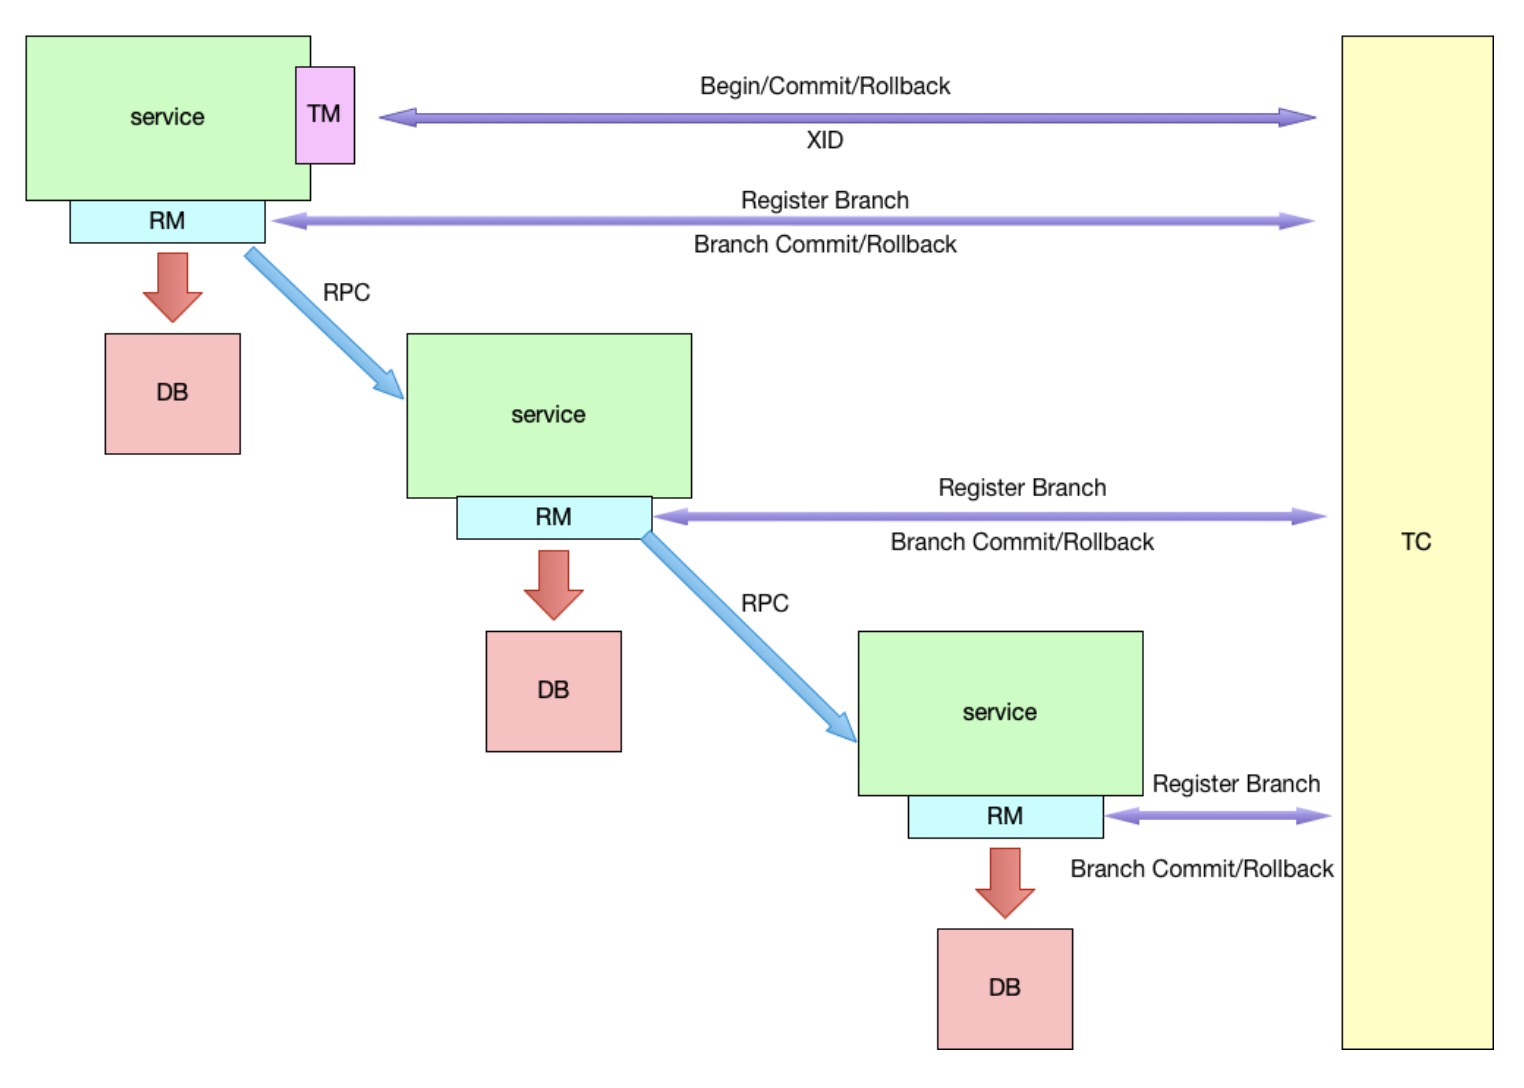 Begin/Commit/Rollback
service
TM
XID
Register Branch
RM
Branch Commit/Rollback
RPC
DB
service
Register Branch
RM
Branch Commit/Rollback
TC
RPC
DB
service
Register Branch
RM
Branch Commit/Rollback
DB